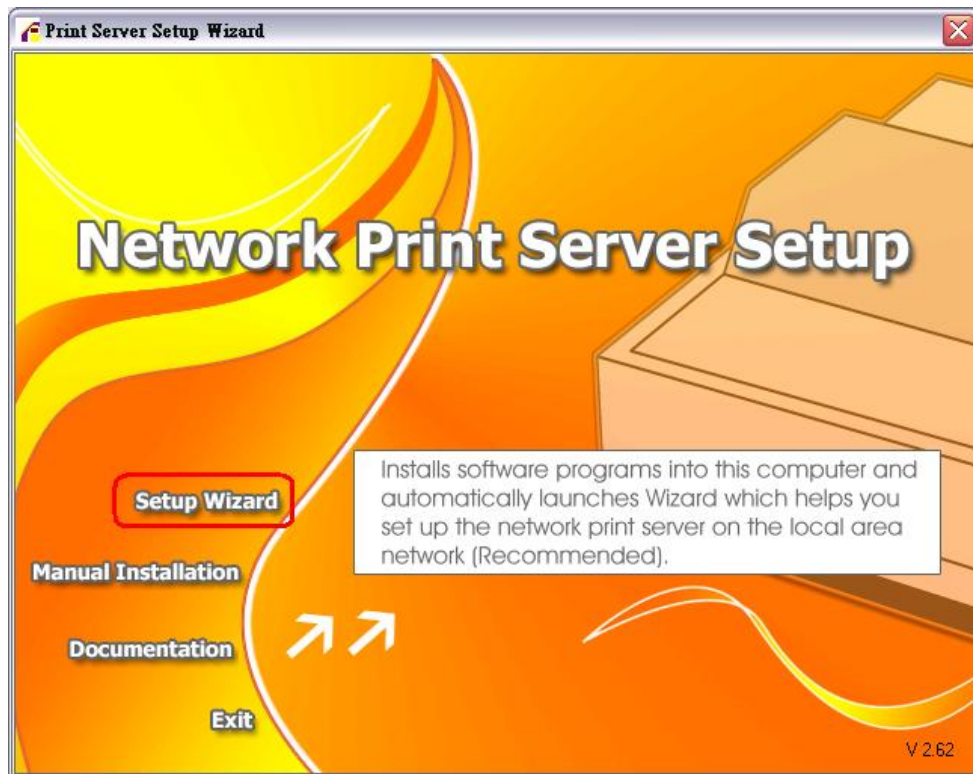 Print Server Setup Wizard
Network Print Server Setup
Setup Wizard
Installs software programs into this computer and
automatically launches Wizard which helps you
set up the network print server on the local area
network (Recommended).
Manual Installation
Documentation
Exit
V 2.62